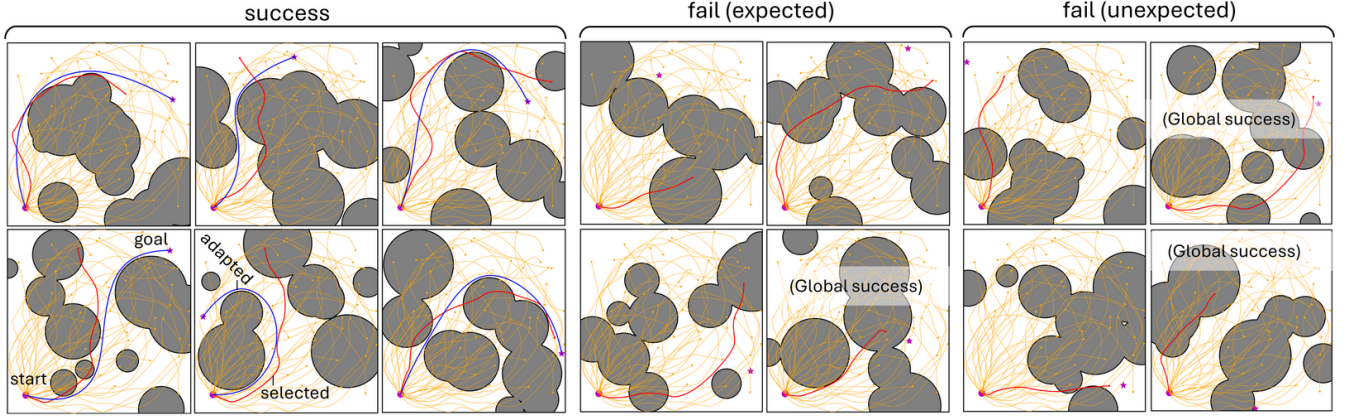 success
fail (expected)
fail (unexpected)
(Global success)
goal
start
adapted
selected
(Global success)
(Global success)